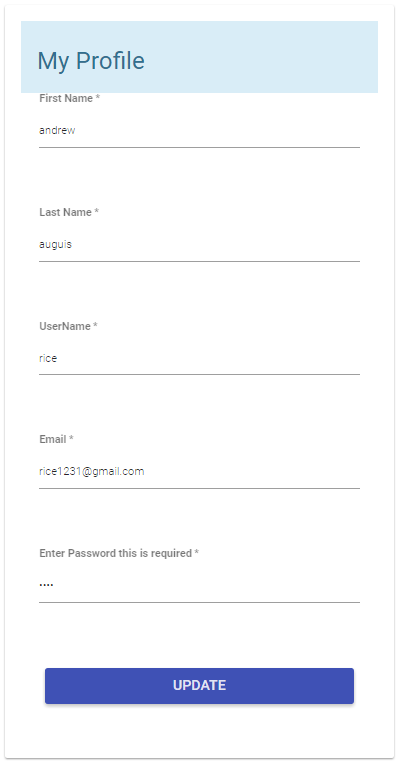 My Profile
First Name *
andrew
Last Name *
auguis
UserName *
rice
Email *
rice1231@gmail.com
Enter Password this is required *
••••
UPDATE